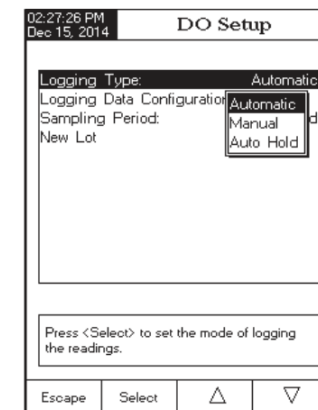 02:27:26 PM
Dec 15, 2014
DO Setup
Logging Type: Automatic
Logging Data Configuration
Sampling Period:
New Lot
Automatic
Manual
Auto Hold
Press <Select> to set the mode of logging
the readings.
Escape Select △ ▽